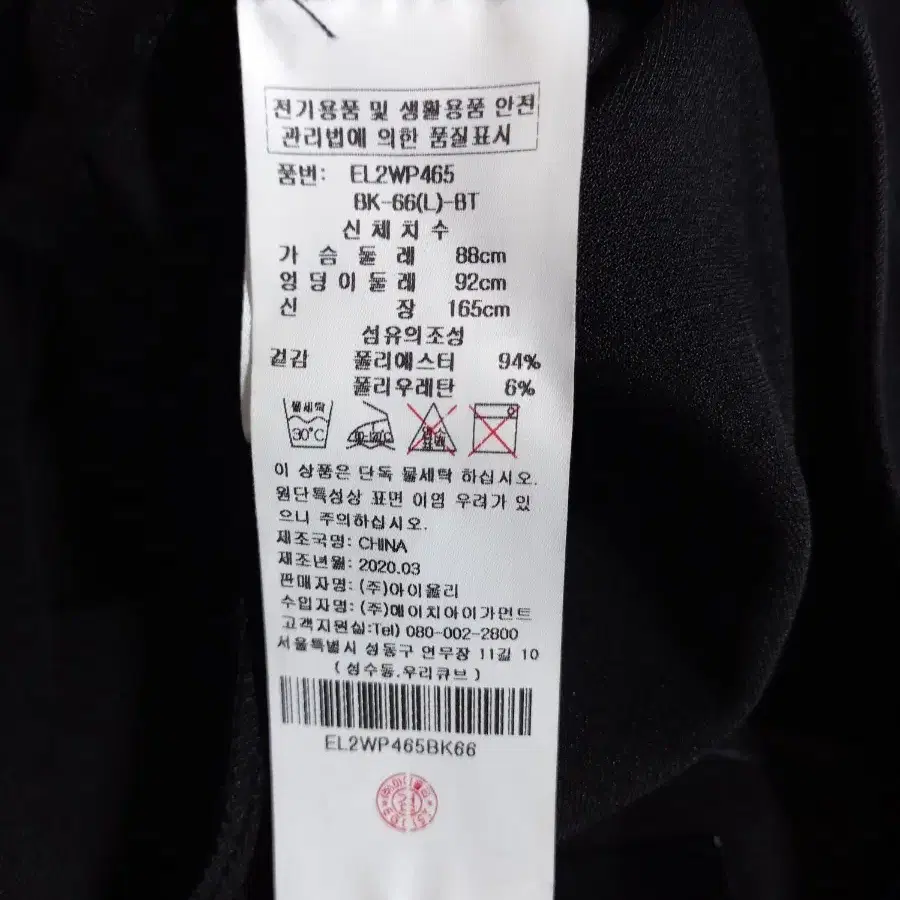 전기용품 및 생활용품 안전
관리법에 의한 품질표시
품번: EL2WP465
BK-66(L)-BT
신체치수
가슴둘레 88cm
엉덩이둘레 92cm
신장 165cm
섬유의조성
겉감 폴리에스터 94%
폴리우레탄 6%
물세탁
30℃
이 상품은 단독 물세탁 하십시오.
원단특성상 표면 이염 우려가 있
으니 주의하십시오.
제조국명: CHINA
제조년월: 2020.03
판매자명: (주)아이올리
수입자명: (주)에이치아이가먼트
고객지원실:Tel) 080-002-2800
서울특별시 성동구 연무장 11길 10
(성수동.우리큐브)
EL2WP465BK66